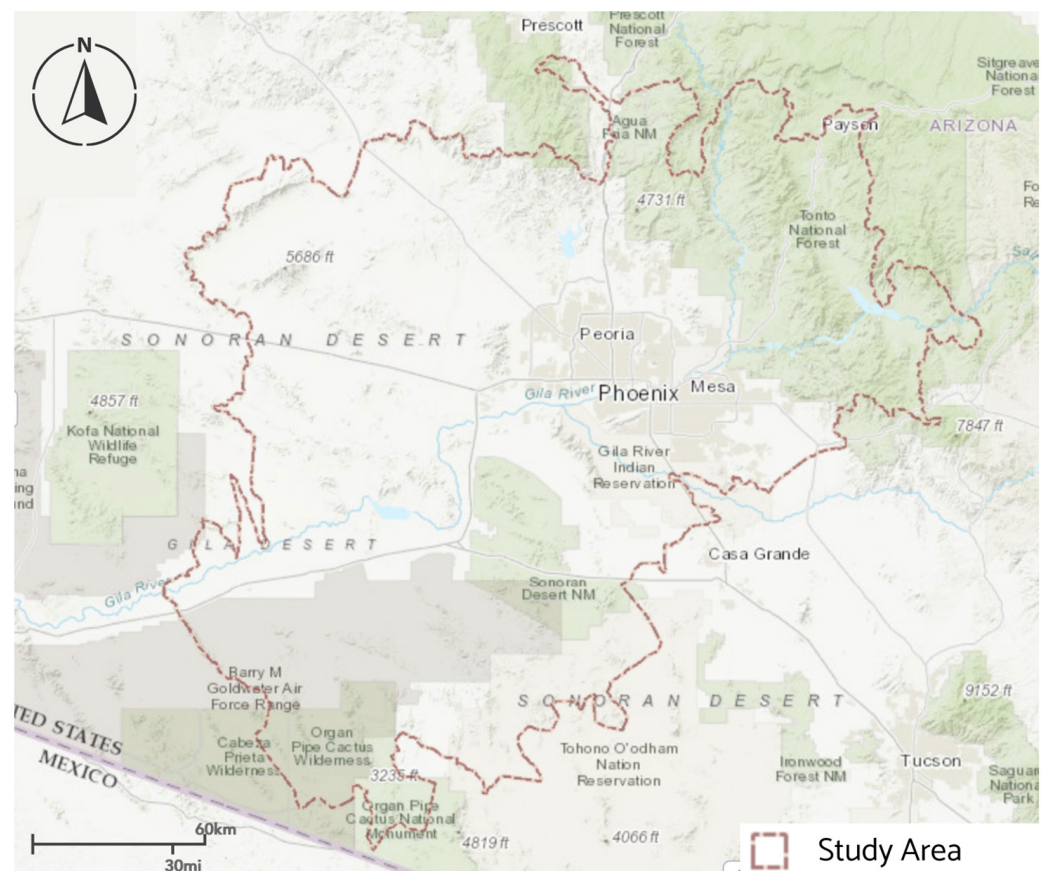 N
Prescott
Prescott
National
Forest
Sitgreave
National
Forest
Agua
Fria NM
Payson
ARIZONA
4731 ft
Tonto
National
Forest
5686 ft
SONORAN DESERT
Peoria
Phoenix
Mesa
Gila River
4857 ft
Kofa National
Wildlife
Refuge
7847 ft
Gila River
Indian
Reservation
GILA DESERT
Casa Grande
Gila River
Sonoran
Desert NM
Barry M
Goldwater Air
Force Range
SONORAN DESERT
9152 ft
TED STATES
MEXICO
Cabeza
Prieta
Wilderness
Organ
Pipe Cactus
Wilderness
3235 ft
Tohono O'odham
Nation
Reservation
Ironwood
Forest NM
Tucson
Saguar
Nationa
Park
Organ Pipe
Cactus National
Monument
4819 ft
4066 ft
60km
30mi
Study Area